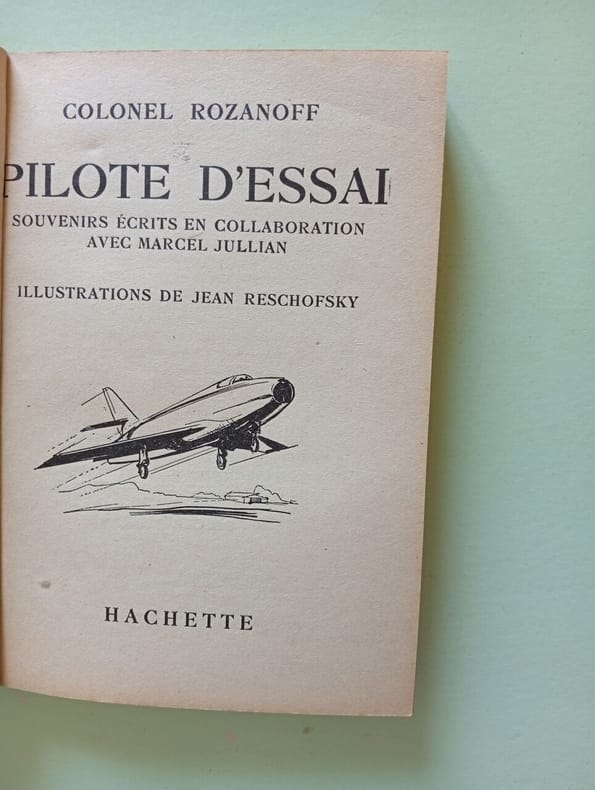 COLONEL ROZANOFF
PILOTE D'ESSAI
SOUVENIRS ÉCRITS EN COLLABORATION
AVEC MARCEL JULLIAN
ILLUSTRATIONS DE JEAN RESCHOFSKY
HACHETTE